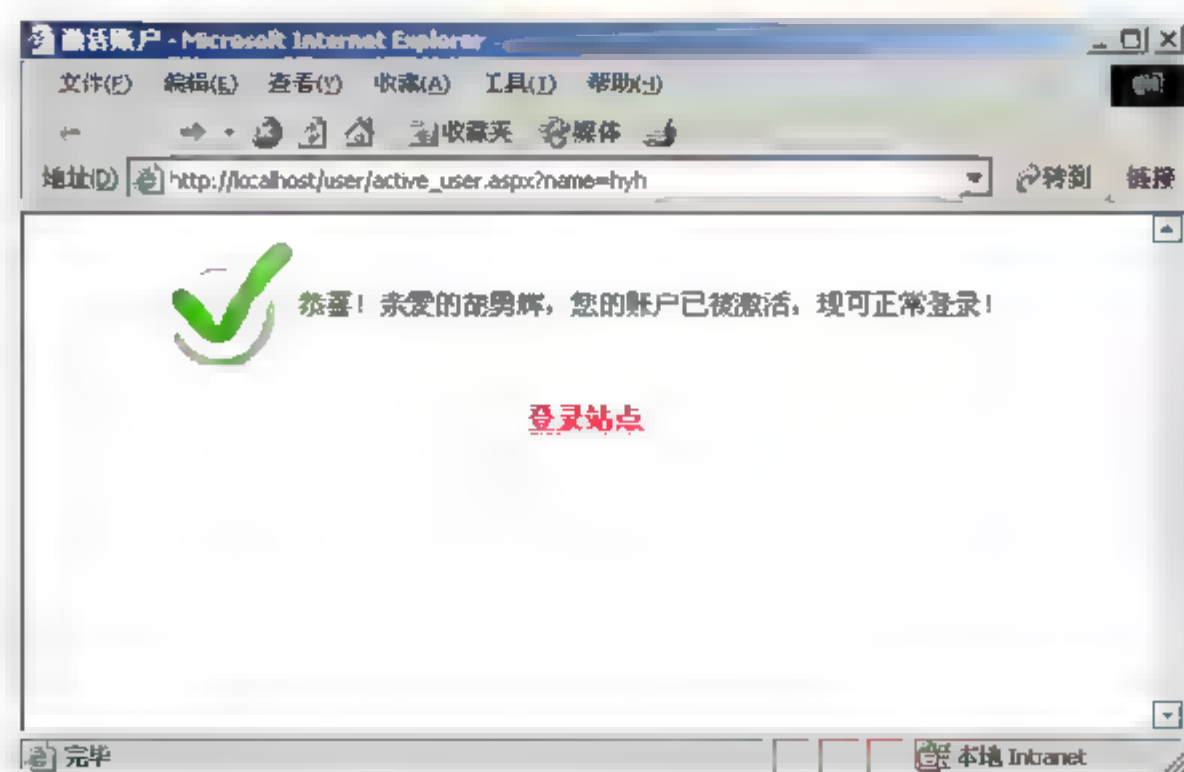 激活账户 - Microsoft Internet Explorer
文件(F) 编辑(E) 查看(V) 收藏(A) 工具(T) 帮助(H)
收藏夹 媒体
地址(D) http://localhost/user/active_user.aspx?name=hyh 转到 链接
恭喜！亲爱的胡勇辉，您的账户已被激活，现可正常登录！
登录站点
完毕 本地 Intranet